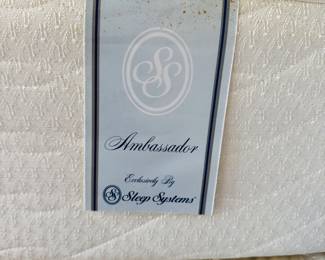 SS
Ambassador
Exclusively By
SS Sleep Systems